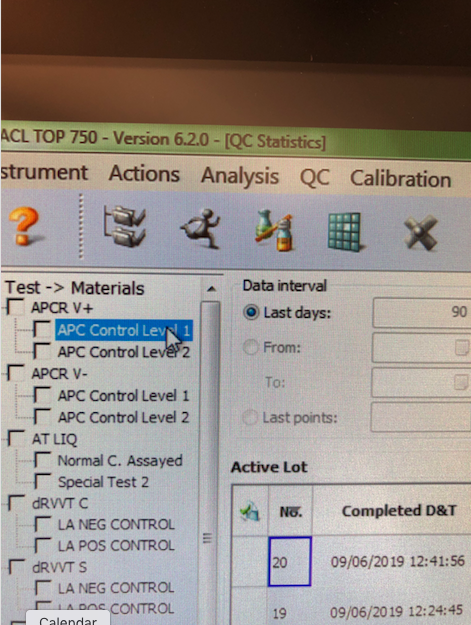 ACL TOP 750 - Version 6.2.0 - [QC Statistics]
strument Actions Analysis QC Calibration
Test -> Materials
APCR V+
APC Control Level 1
APC Control Level 2
APCR V-
APC Control Level 1
APC Control Level 2
AT LIQ
Normal C. Assayed
Special Test 2
dRVVT C
LA NEG CONTROL
LA POS CONTROL
dRVVT S
LA NEG CONTROL
LA POS CONTROL
Calendar
Data interval
Last days: 90
From:
To:
Last points:
Active Lot
No. Completed D&T
20 09/06/2019 12:41:56
19 09/06/2019 12:24:45